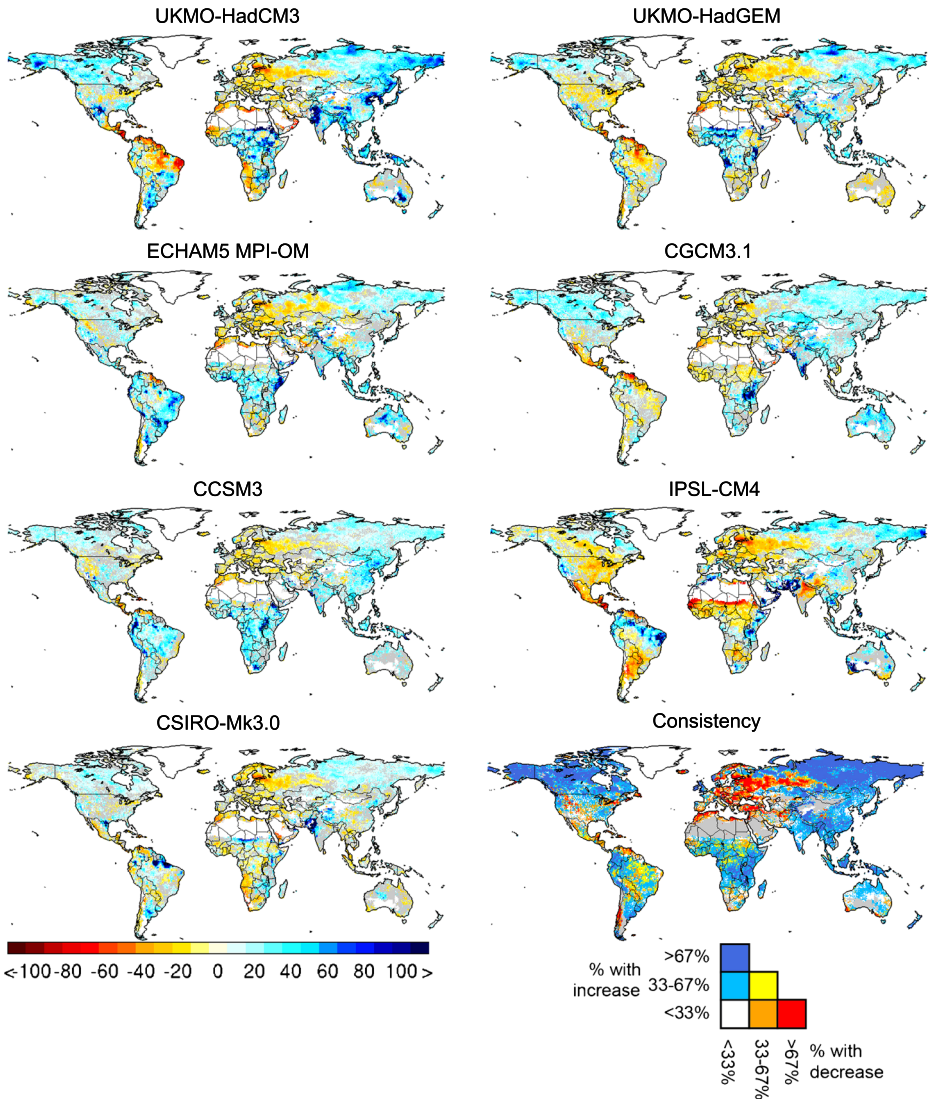 UKMO-HadCM3
UKMO-HadGEM
ECHAM5 MPI-OM
CGCM3.1
CCSM3
IPSL-CM4
CSIRO-Mk3.0
Consistency
<-100 -80 -60 -40 -20 0 20 40 60 80 100 >
% with
increase
>67%
33-67%
<33%
<33%
33-67%
>67%
% with
decrease